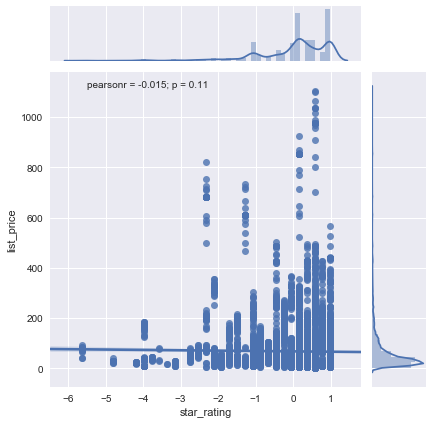 pearsonr = -0.015; p = 0.11
1000
800
600
400
200
0
list_price
−6 −5 −4 −3 −2 −1 0 1
star_rating